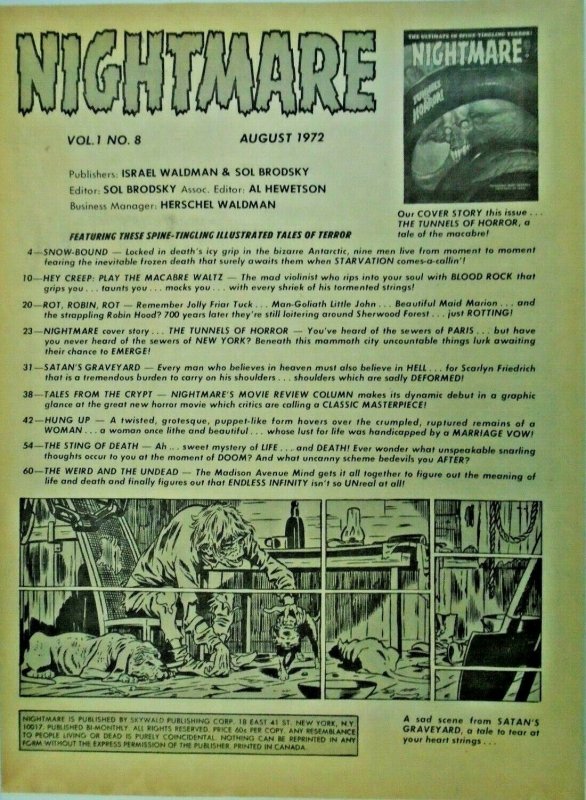 NIGHTMARE
VOL.1 NO. 8 AUGUST 1972
Publishers: ISRAEL WALDMAN & SOL BRODSKY
Editor: SOL BRODSKY Assoc. Editor: AL HEWETSON
Business Manager: HERSCHEL WALDMAN
THE ULTIMATE IN SPINE-TINGLING TERROR!
NIGHTMARE
Our COVER STORY this issue . . .
THE TUNNELS OF HORROR, a
tale of the macabre!
FEATURING THESE SPINE-TINGLING ILLUSTRATED TALES OF TERROR
4—SNOW-BOUND — Locked in death's icy grip in the bizarre Antarctic, nine men live from moment to moment
fearing the inevitable frozen death that surely awaits them when STARVATION comes-a-callin'!
10—HEY CREEP: PLAY THE MACABRE WALTZ — The mad violinist who rips into your soul with BLOOD ROCK that
grips you . . . taunts you . . . mocks you . . . with every shriek of his tormented strings!
20—ROT, ROBIN, ROT — Remember Jolly Friar Tuck . . . Man-Goliath Little John . . . Beautiful Maid Marion . . . and
the strapping Robin Hood? 700 years later they're still loitering around Sherwood Forest . . . just ROTTING!
23—NIGHTMARE cover story . . . THE TUNNELS OF HORROR — You've heard of the sewers of PARIS . . . but have
you never heard of the sewers of NEW YORK? Beneath this mammoth city uncountable things lurk awaiting
their chance to EMERGE!
31—SATAN'S GRAVEYARD — Every man who believes in heaven must also believe in HELL . . . for Scarlyn Friedrich
that is a tremendous burden to carry on his shoulders . . . shoulders which are sadly DEFORMED!
38—TALES FROM THE CRYPT — NIGHTMARE'S MOVIE REVIEW COLUMN makes its dynamic debut in a graphic
glance at the great new horror movie which critics are calling a CLASSIC MASTERPIECE!
42—HUNG UP — A twisted, grotesque, puppet-like form hovers over the crumpled, ruptured remains of a
WOMAN . . . a woman once lithe and beautiful . . . whose lust for life was handicapped by a MARRIAGE VOW!
54—THE STING OF DEATH — Ah . . . sweet mystery of LIFE . . . and DEATH! Ever wonder what unspeakable snarling
thoughts occur to you at the moment of DOOM? And what uncanny scheme bedevils you AFTER?
60—THE WEIRD AND THE UNDEAD — The Madison Avenue Mind gets it all together to figure out the meaning of
life and death and finally figures out that ENDLESS INFINITY isn't so UNreal at all!
NIGHTMARE IS PUBLISHED BY SKYWALD PUBLISHING CORP. 18 EAST 41 ST. NEW YORK, N.Y.
10017. PUBLISHED BI-MONTHLY. ALL RIGHTS RESERVED. PRICE 60¢ PER COPY. ANY RESEMBLANCE
TO PEOPLE LIVING OR DEAD IS PURELY COINCIDENTAL. NOTHING CAN BE REPRINTED IN ANY
FORM WITHOUT THE EXPRESS PERMISSION OF THE PUBLISHER. PRINTED IN CANADA.
A sad scene from SATAN'S
GRAVEYARD, a tale to tear at
your heart strings . . .